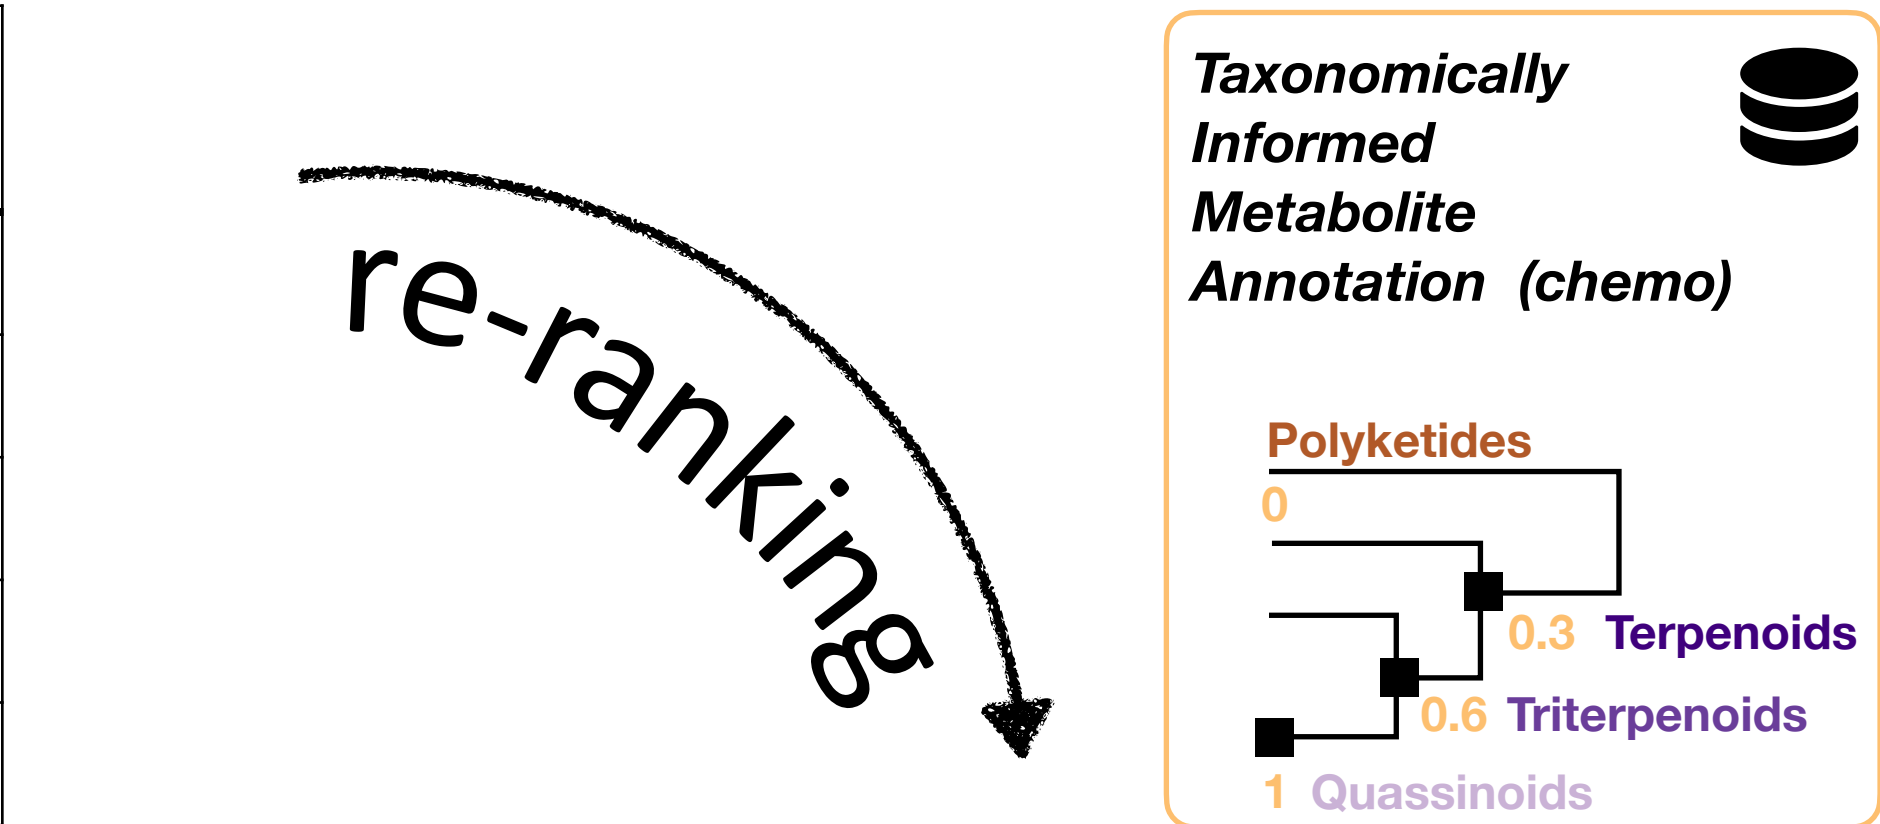 re-ranking
Taxonomically
Informed
Metabolite
Annotation (chemo)
Polyketides
0
0.3 Terpenoids
0.6 Triterpenoids
1 Quassinoids